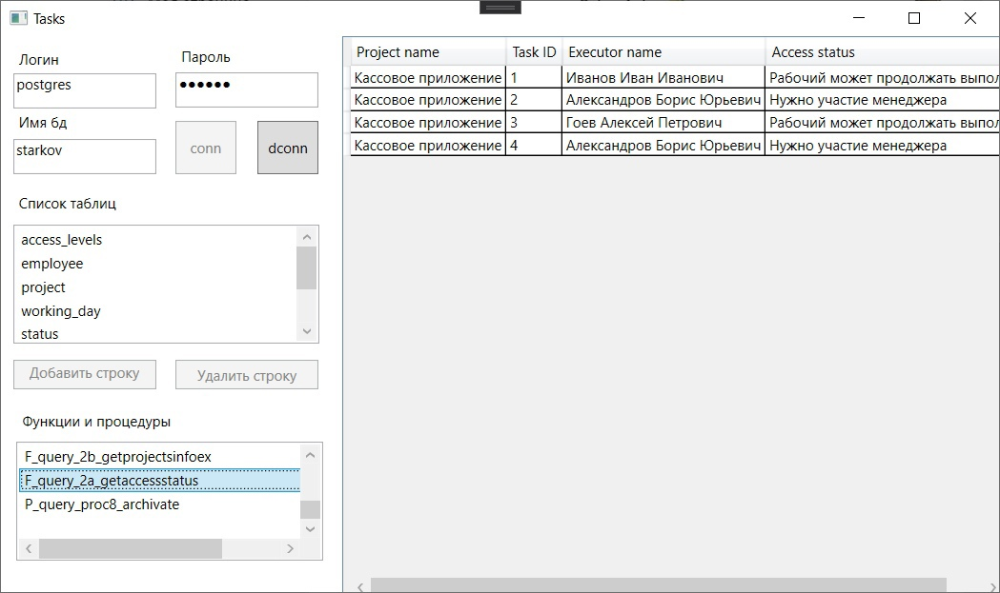 Tasks
Логин
Пароль
postgres
●●●●●●
Имя бд
starkov
conn
dconn
Список таблиц
access_levels
employee
project
working_day
status
Добавить строку
Удалить строку
Функции и процедуры
F_query_2b_getprojectsinfoex
F_query_2a_getaccessstatus
P_query_proc8_archivate
Project name Task ID Executor name Access status
Кассовое приложение 1 Иванов Иван Иванович Рабочий может продолжать выпол
Кассовое приложение 2 Александров Борис Юрьевич Нужно участие менеджера
Кассовое приложение 3 Гоев Алексей Петрович Рабочий может продолжать выпол
Кассовое приложение 4 Александров Борис Юрьевич Нужно участие менеджера